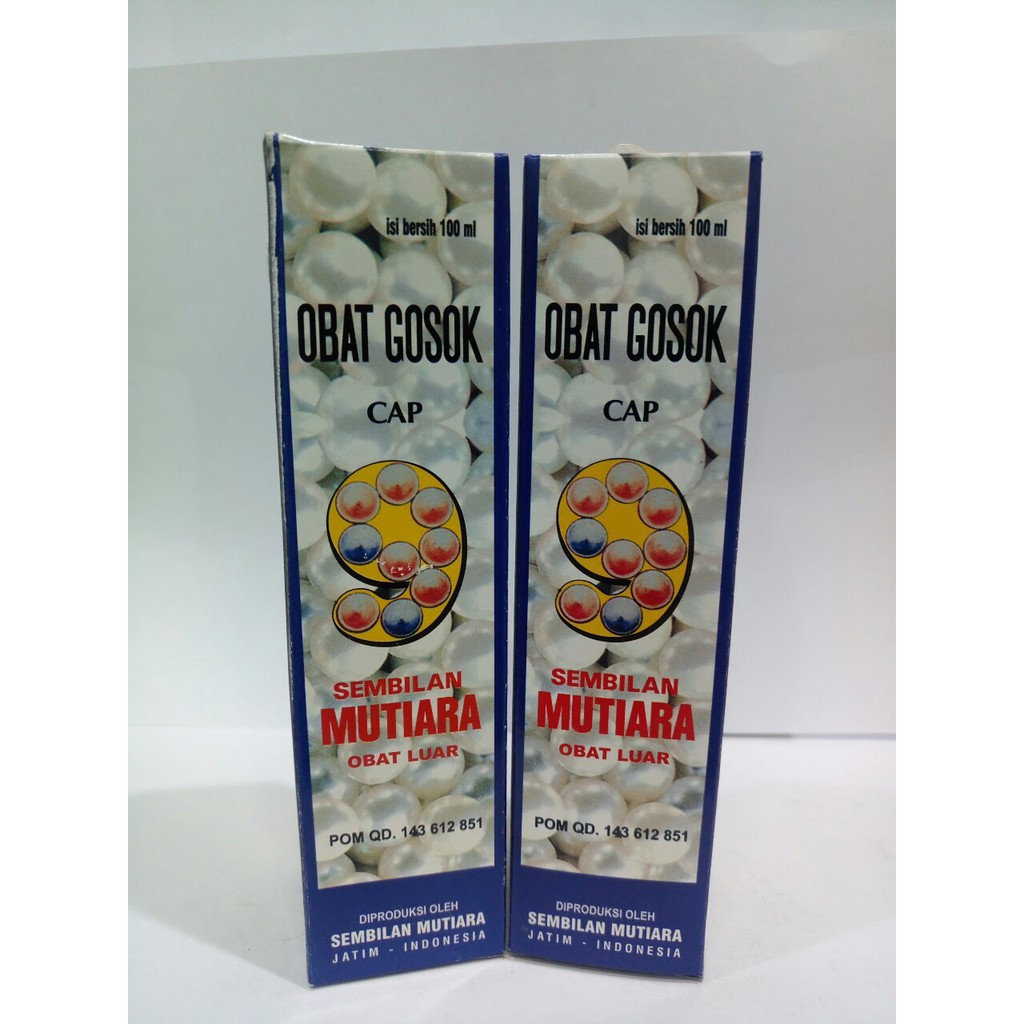 isi bersih 100 ml
OBAT GOSOK
CAP
9
SEMBILAN
MUTIARA
OBAT LUAR
POM QD. 143 612 851
DIPRODUKSI OLEH
SEMBILAN MUTIARA
JATIM - INDONESIA
isi bersih 100 ml
OBAT GOSOK
CAP
9
SEMBILAN
MUTIARA
OBAT LUAR
POM QD. 143 612 851
DIPRODUKSI OLEH
SEMBILAN MUTIARA
JATIM - INDONESIA